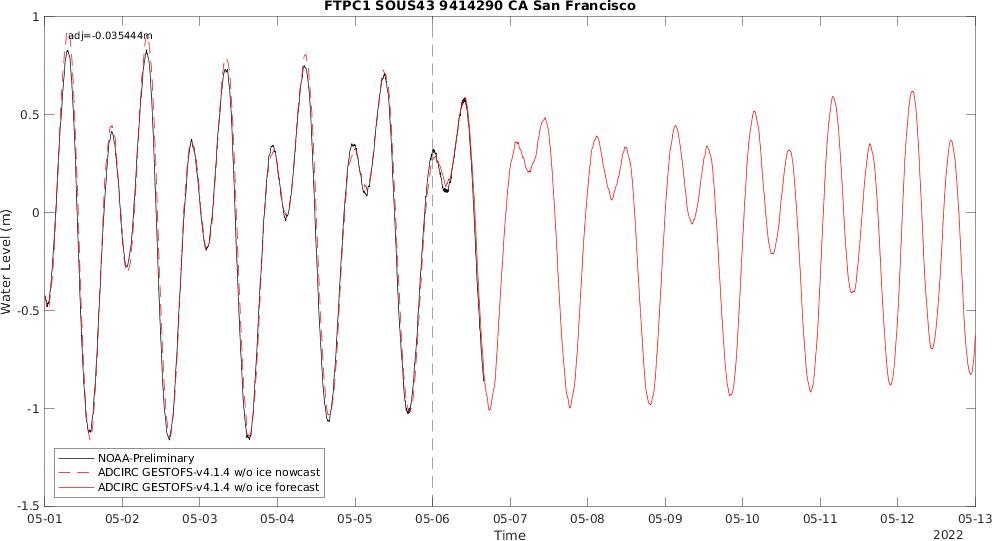 FTPC1 SOUS43 9414290 CA San Francisco
adj=-0.035444m
1
0.5
0
-0.5
-1
-1.5
Water Level (m)
NOAA-Preliminary
ADCIRC GESTOFS-v4.1.4 w/o ice nowcast
ADCIRC GESTOFS-v4.1.4 w/o ice forecast
05-01 05-02 05-03 05-04 05-05 05-06 05-07 05-08 05-09 05-10 05-11 05-12 05-13
Time
2022